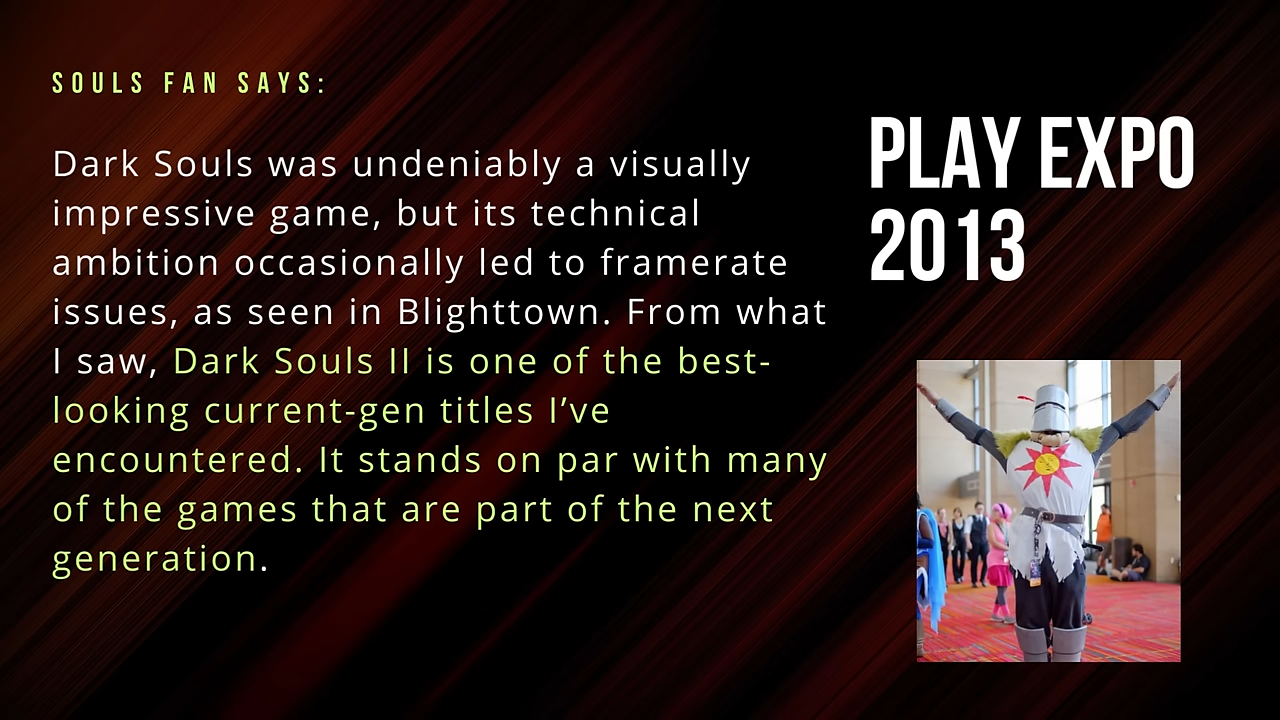 SOULS FAN SAYS:
Dark Souls was undeniably a visually
impressive game, but its technical
ambition occasionally led to framerate
issues, as seen in Blighttown. From what
I saw, Dark Souls II is one of the best-
looking current-gen titles I’ve
encountered. It stands on par with many
of the games that are part of the next
generation.
PLAY EXPO
2013